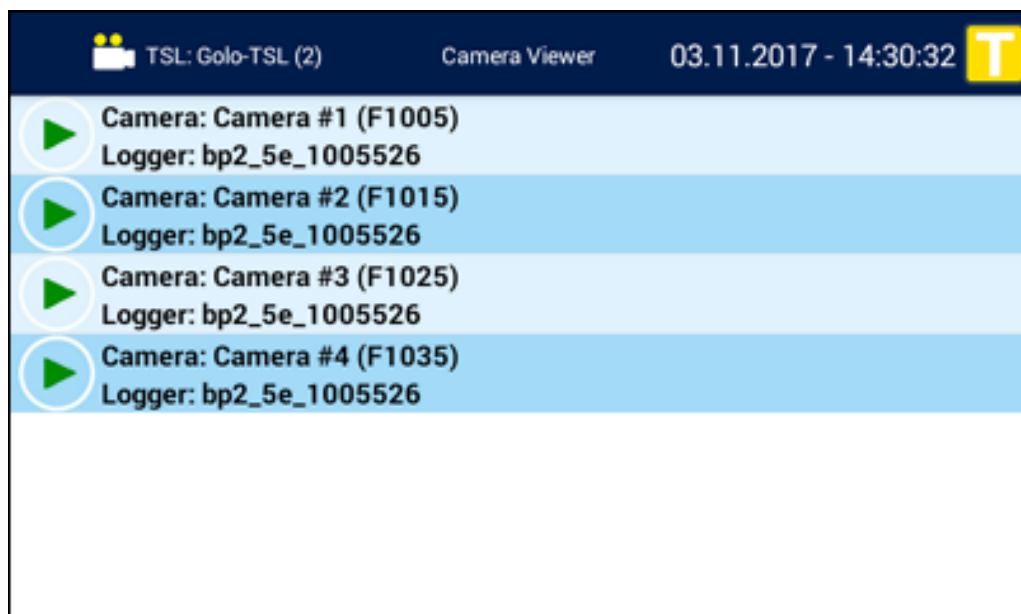 TSL: Golo-TSL (2) Camera Viewer 03.11.2017 - 14:30:32 T
Camera: Camera #1 (F1005)
Logger: bp2_5e_1005526
Camera: Camera #2 (F1015)
Logger: bp2_5e_1005526
Camera: Camera #3 (F1025)
Logger: bp2_5e_1005526
Camera: Camera #4 (F1035)
Logger: bp2_5e_1005526